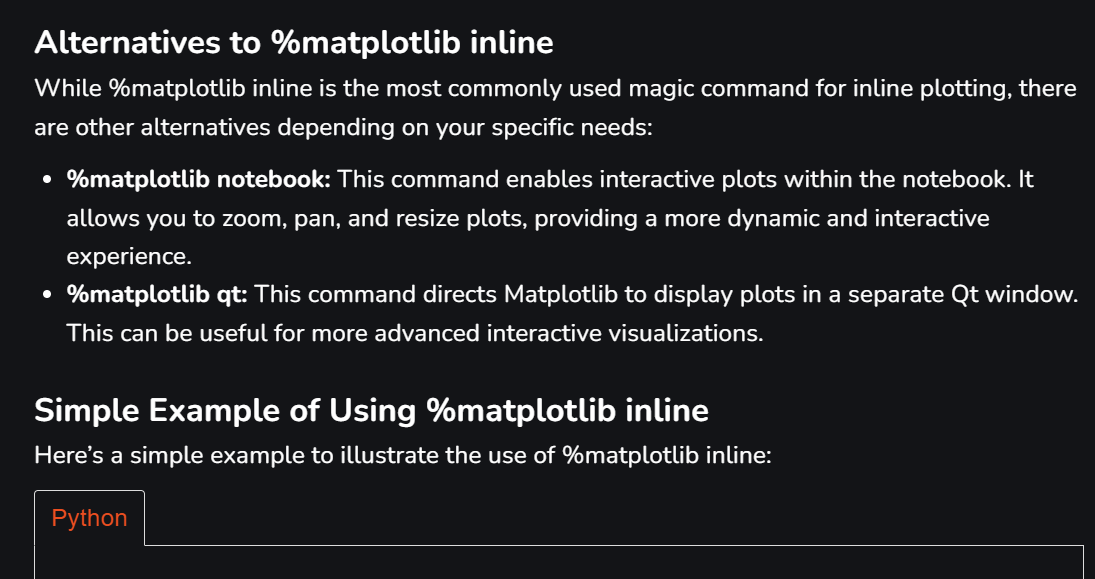 Alternatives to %matplotlib inline
While %matplotlib inline is the most commonly used magic command for inline plotting, there
are other alternatives depending on your specific needs:
• %matplotlib notebook: This command enables interactive plots within the notebook. It
allows you to zoom, pan, and resize plots, providing a more dynamic and interactive
experience.
• %matplotlib qt: This command directs Matplotlib to display plots in a separate Qt window.
This can be useful for more advanced interactive visualizations.
Simple Example of Using %matplotlib inline
Here’s a simple example to illustrate the use of %matplotlib inline:
Python